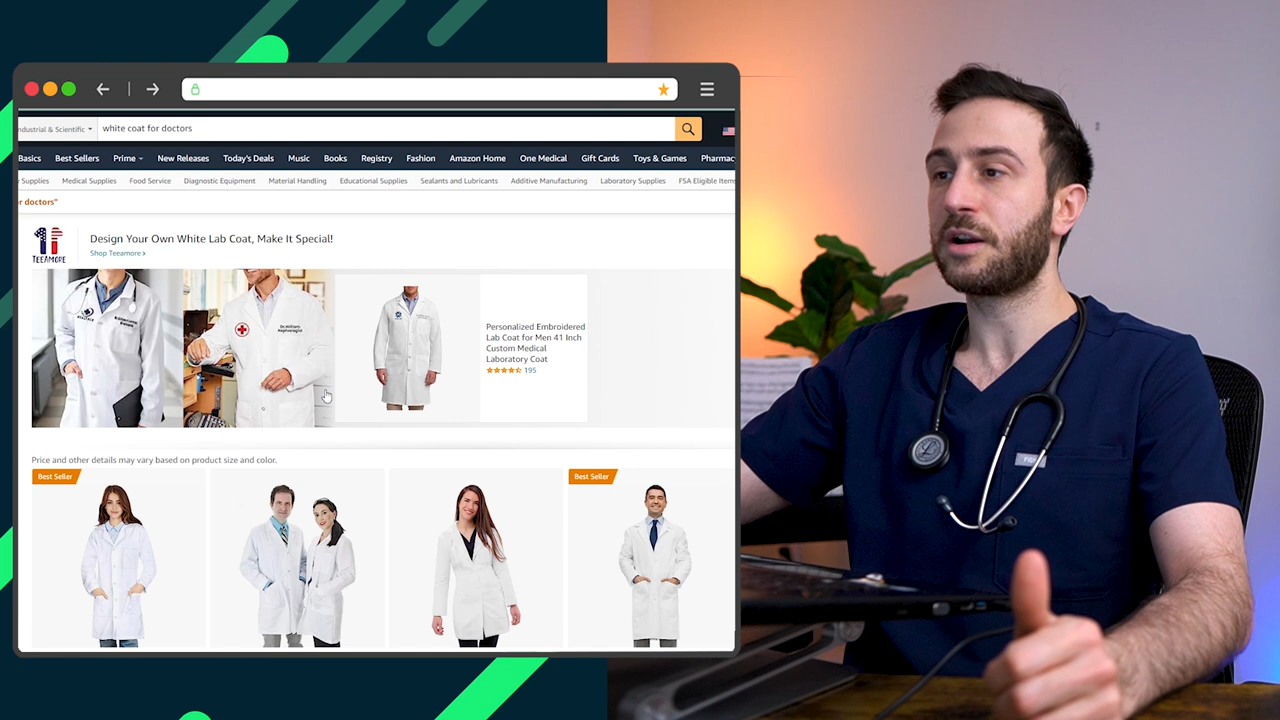 ndustrial & Scientific
white coat for doctors
Basics
Best Sellers
Prime
New Releases
Today's Deals
Music
Books
Registry
Fashion
Amazon Home
One Medical
Gift Cards
Toys & Games
Pharmac
Supplies
Medical Supplies
Food Service
Diagnostic Equipment
Material Handling
Educational Supplies
Sealants and Lubricants
Additive Manufacturing
Laboratory Supplies
FSA Eligible Items
r doctors"
TEEAMORE
Design Your Own White Lab Coat, Make It Special!
Shop Teeamore ›
Dr.William
Nephrologist
Personalized Embroidered
Lab Coat for Men 41 Inch
Custom Medical
Laboratory Coat
195
Price and other details may vary based on product size and color.
Best Seller
Best Seller